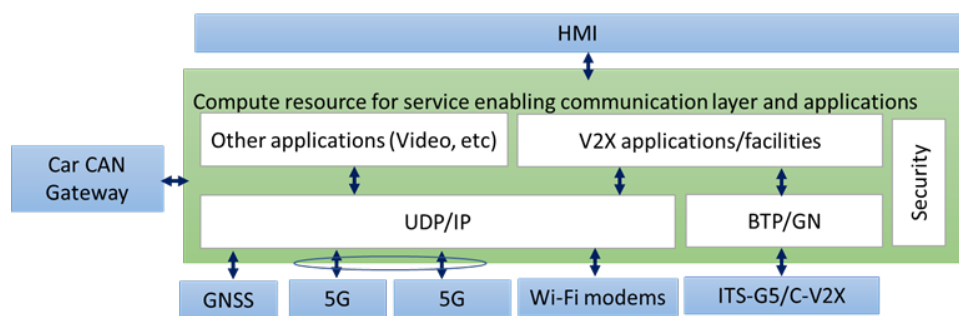 HMI
Compute resource for service enabling communication layer and applications
Other applications (Video, etc)
V2X applications/facilities
Security
Car CAN
Gateway
UDP/IP
BTP/GN
GNSS
5G
5G
Wi-Fi modems
ITS-G5/C-V2X